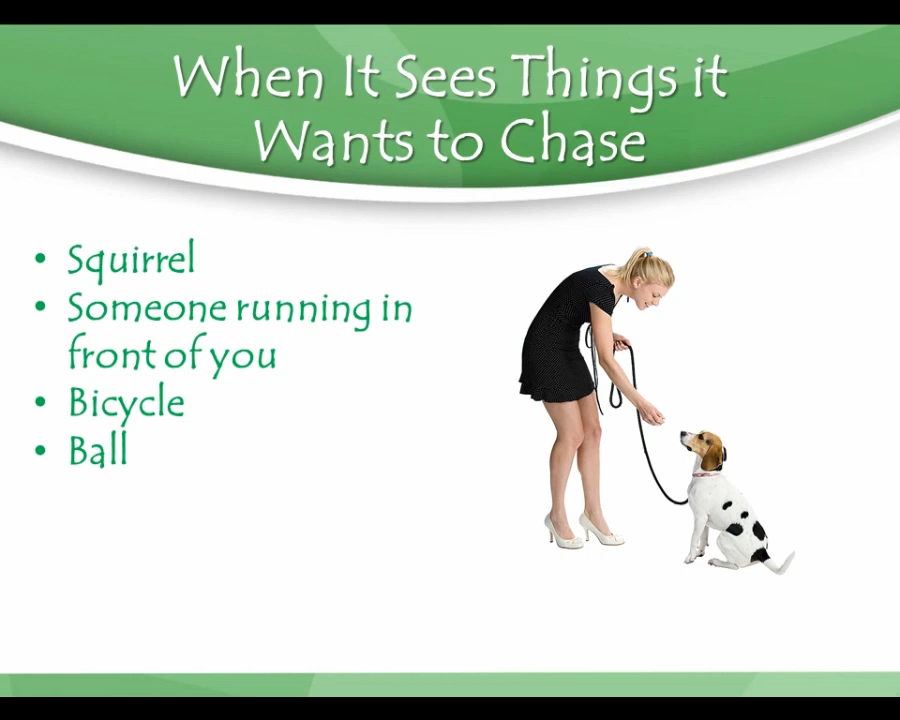 When It Sees Things it
Wants to Chase
• Squirrel
• Someone running in
front of you
• Bicycle
• Ball